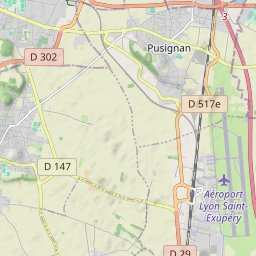 3
Pusignan
D 302
D 517e
D 147
Aéroport
Lyon Saint-
Exupéry
D 29